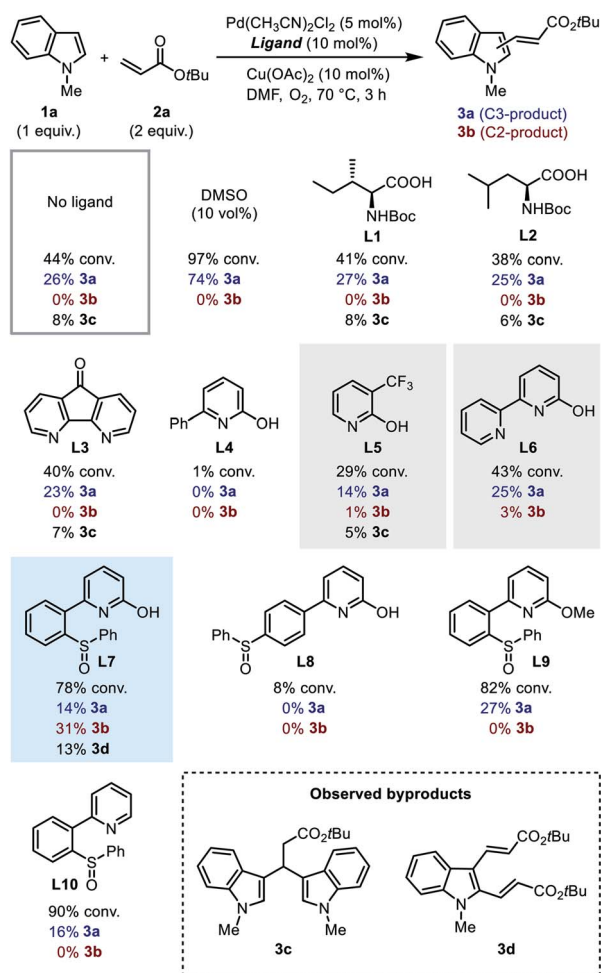 Pd(CH3CN)2Cl2 (5 mol%)
Ligand (10 mol%)
Cu(OAc)2 (10 mol%)
DMF, O2, 70 °C, 3 h
N
Me
1a
(1 equiv.)
+
O
OtBu
2a
(2 equiv.)
CO2tBu
N
Me
3a (C3-product)
3b (C2-product)
No ligand
44% conv.
26% 3a
0% 3b
8% 3c
DMSO
(10 vol%)
97% conv.
74% 3a
0% 3b
COOH
NHBoc
L1
41% conv.
27% 3a
0% 3b
8% 3c
COOH
NHBoc
L2
38% conv.
25% 3a
0% 3b
6% 3c
O
N N
L3
40% conv.
23% 3a
0% 3b
7% 3c
Ph N OH
L4
1% conv.
0% 3a
0% 3b
CF3
N OH
L5
29% conv.
14% 3a
1% 3b
5% 3c
N OH
N
L6
43% conv.
25% 3a
3% 3b
N OH
S Ph
O
L7
78% conv.
14% 3a
31% 3b
13% 3d
N OH
Ph S
O
L8
8% conv.
0% 3a
0% 3b
N OMe
S Ph
O
L9
82% conv.
27% 3a
0% 3b
N
S Ph
O
L10
90% conv.
16% 3a
0% 3b
Observed byproducts
CO2tBu
N N
Me Me
3c
CO2tBu
CO2tBu
N
Me
3d